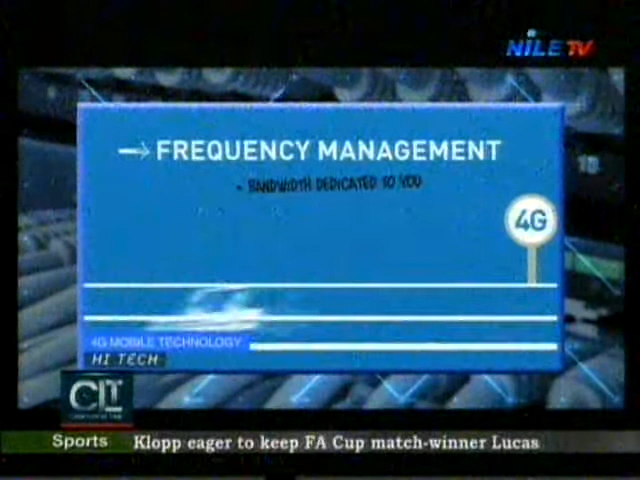 NiLE TV
→ FREQUENCY MANAGEMENT
- BANDWIDTH DEDICATED TO YOU
4G
4G MOBILE TECHNOLOGY
HI TECH
Sports Klopp eager to keep FA Cup match-winner Lucas